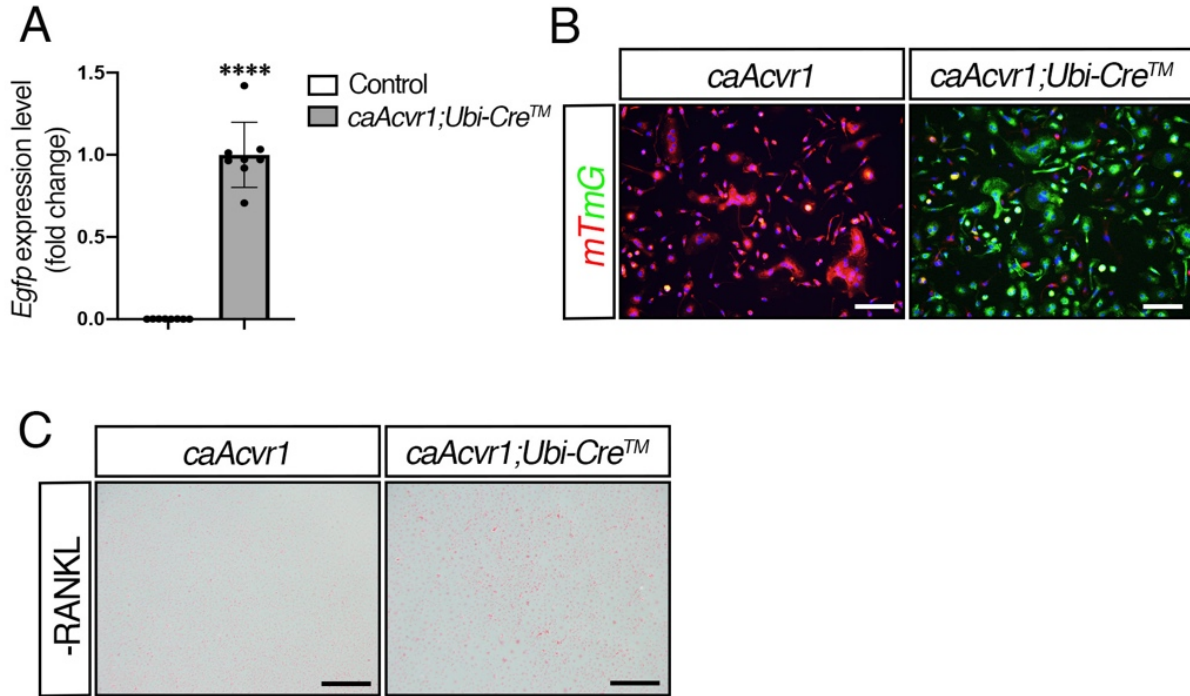 A
Egfp expression level
(fold change)
1.5
1.0
0.5
0.0
****
Control
caAcvr1;Ubi-Cre™
B
caAcvr1
caAcvr1;Ubi-Cre™
mTmG
C
caAcvr1
caAcvr1;Ubi-Cre™
-RANKL